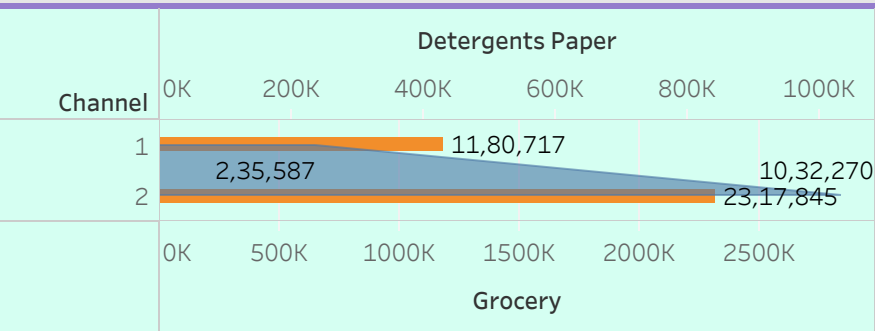 Detergents Paper
0K 200K 400K 600K 800K 1000K
Channel
1 11,80,717
2,35,587 10,32,270
2 23,17,845
0K 500K 1000K 1500K 2000K 2500K
Grocery